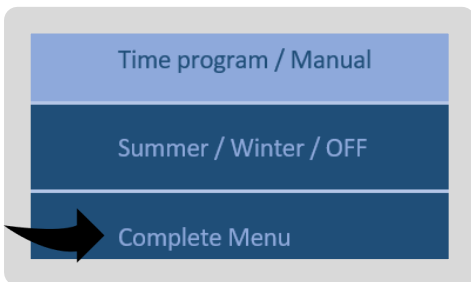 Time program / Manual
Summer / Winter / OFF
Complete Menu